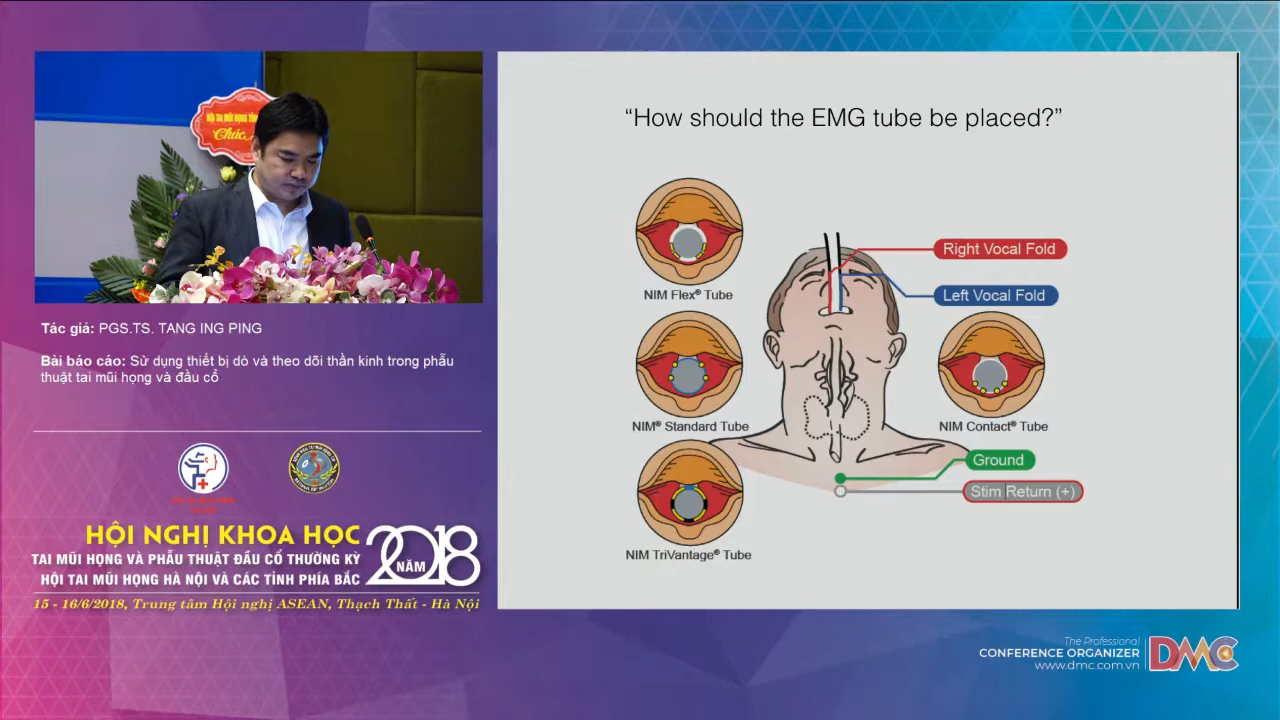 HỘI TAI MŨI HỌNG
Chúc
Tác giả: PGS.TS. TANG ING PING
Bài báo cáo: Sử dụng thiết bị dò và theo dõi thần kinh trong phẫu
thuật tai mũi họng và đầu cổ
HỘI NGHỊ KHOA HỌC
TAI MŨI HỌNG VÀ PHẪU THUẬT ĐẦU CỔ THƯỜNG KỲ
HỘI TAI MŨI HỌNG HÀ NỘI VÀ CÁC TỈNH PHÍA BẮC
NĂM 2018
15 - 16/6/2018, Trung tâm Hội nghị ASEAN, Thạch Thất - Hà Nội
“How should the EMG tube be placed?”
NIM Flex® Tube
Right Vocal Fold
Left Vocal Fold
NIM® Standard Tube
NIM Contact® Tube
Ground
Stim Return (+)
NIM TriVantage® Tube
The Professional
CONFERENCE ORGANIZER
www.dmc.com.vn
DMC